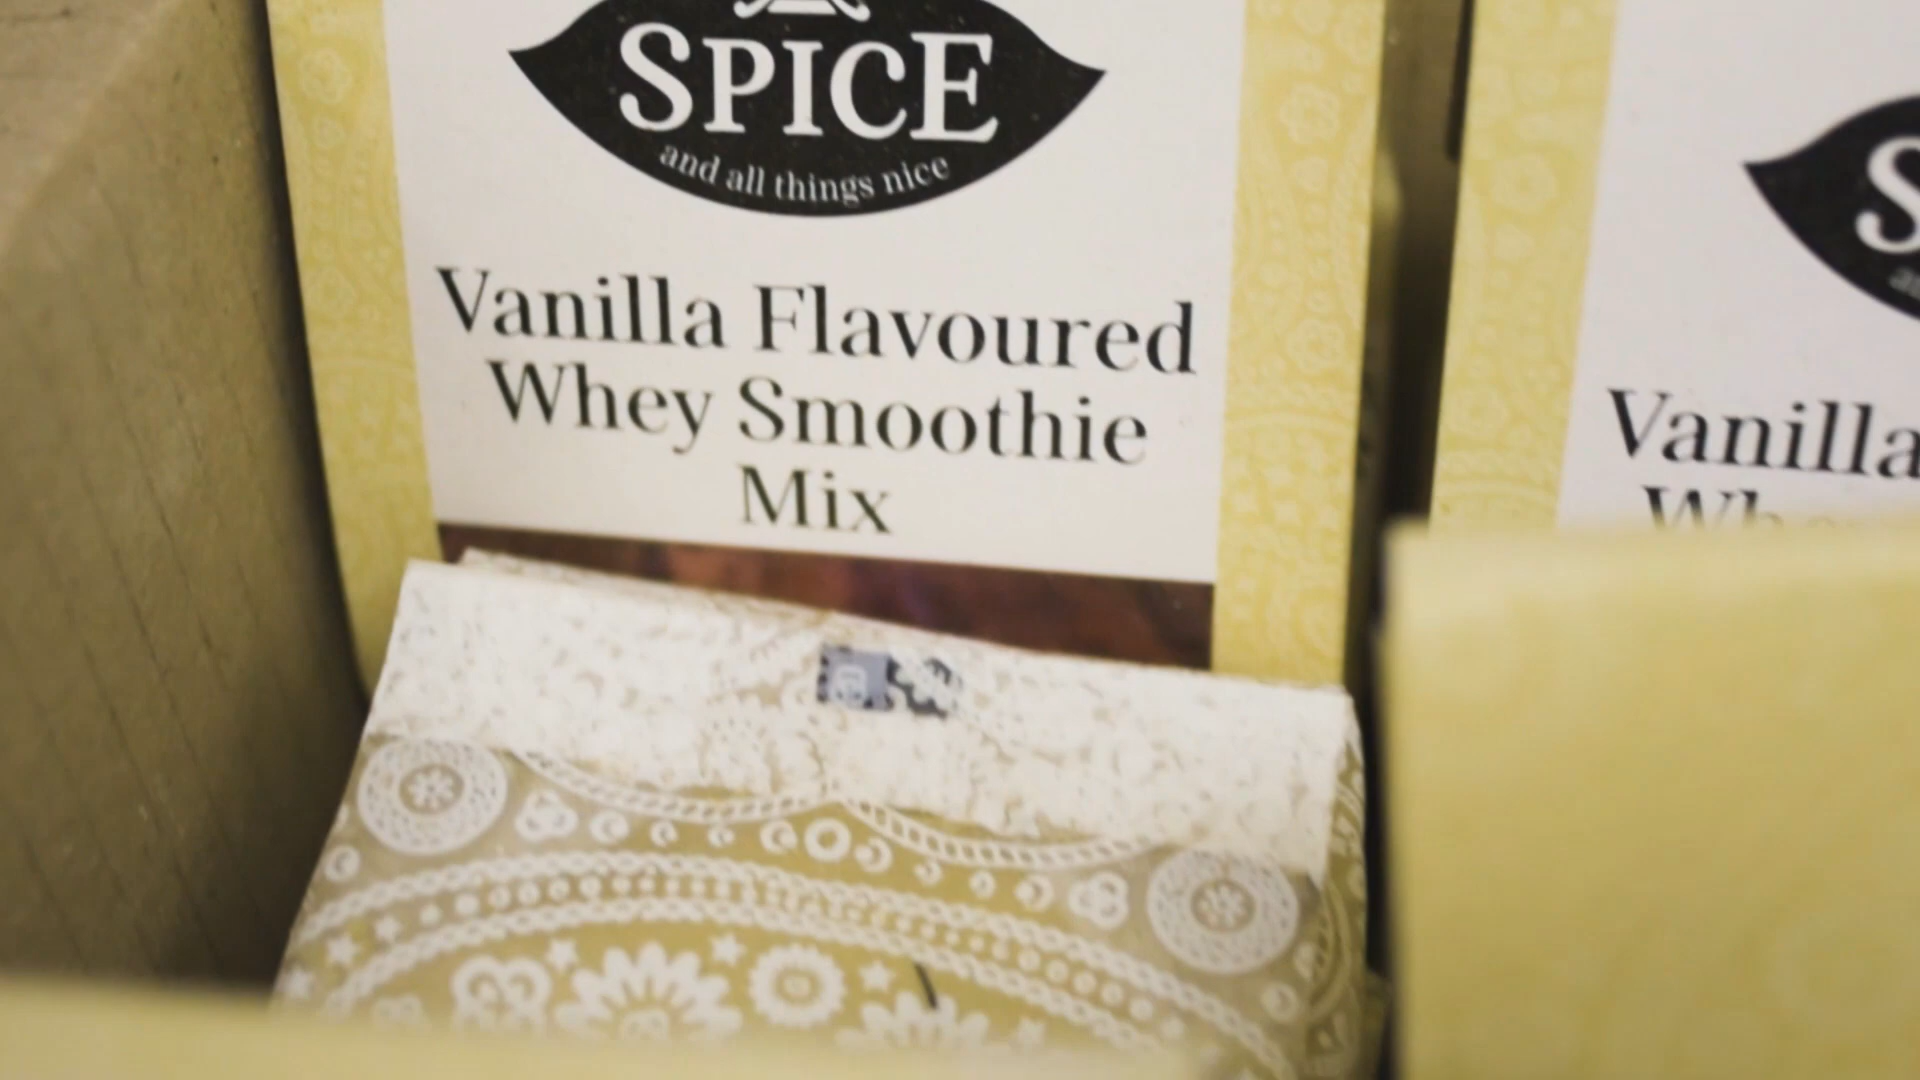 SPICE
and all things nice
Vanilla Flavoured
Whey Smoothie
Mix
Vanilla